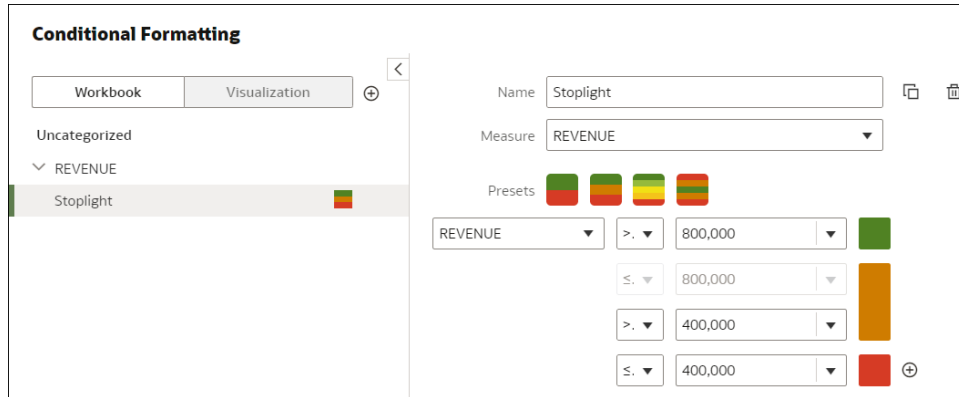 Conditional Formatting
Workbook
Visualization
Uncategorized
REVENUE
Stoplight
Name
Stoplight
Measure
REVENUE
Presets
REVENUE
>.
800,000
≤.
800,000
>.
400,000
≤.
400,000